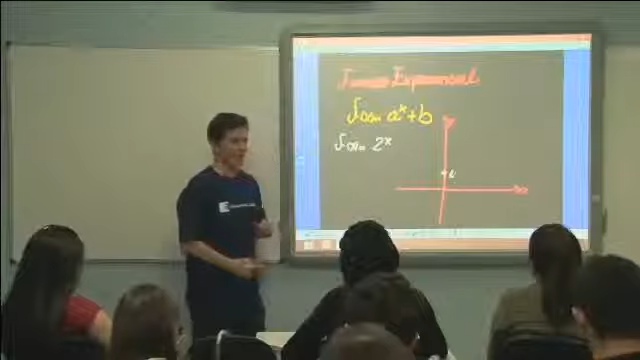 Função Exponencial
f(x)= a^x+b
f(x)= 2^x
y
1
x